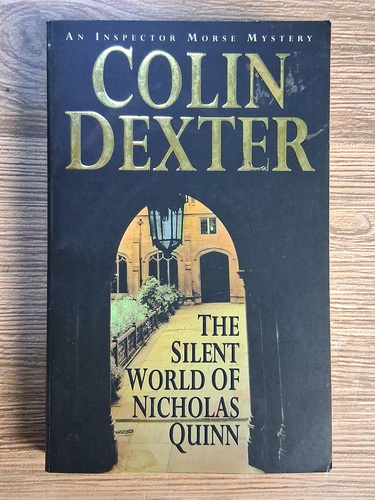 AN INSPECTOR MORSE MYSTERY
COLIN
DEXTER
THE
SILENT
WORLD OF
NICHOLAS
QUINN